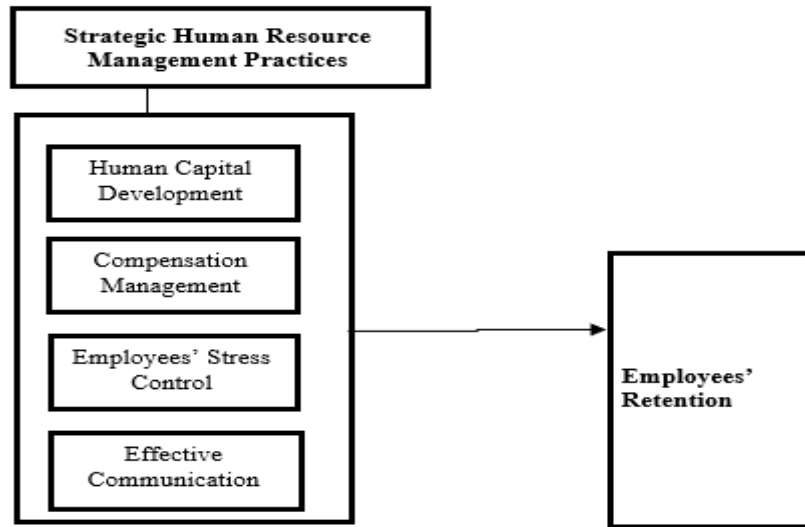 Strategic Human Resource
Management Practices
Human Capital
Development
Compensation
Management
Employees’ Stress
Control
Effective
Communication
Employees’
Retention